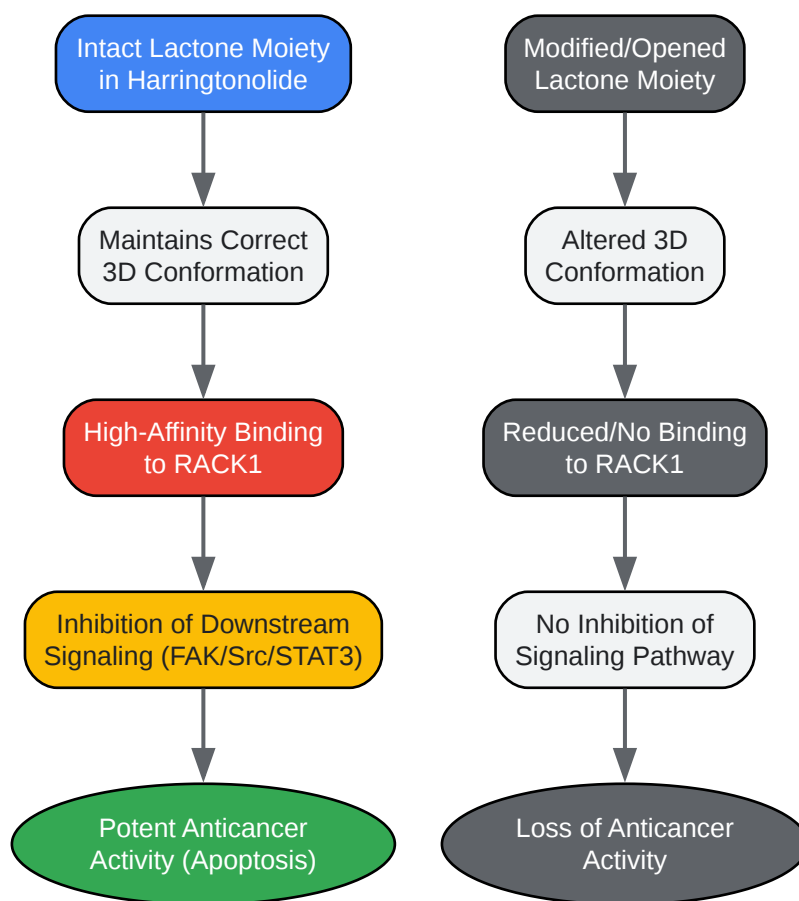 Intact Lactone Moiety
in Harringtonolide
Maintains Correct
3D Conformation
High-Affinity Binding
to RACK1
Inhibition of Downstream
Signaling (FAK/Src/STAT3)
Potent Anticancer
Activity (Apoptosis)
Modified/Opened
Lactone Moiety
Altered 3D
Conformation
Reduced/No Binding
to RACK1
No Inhibition of
Signaling Pathway
Loss of Anticancer
Activity